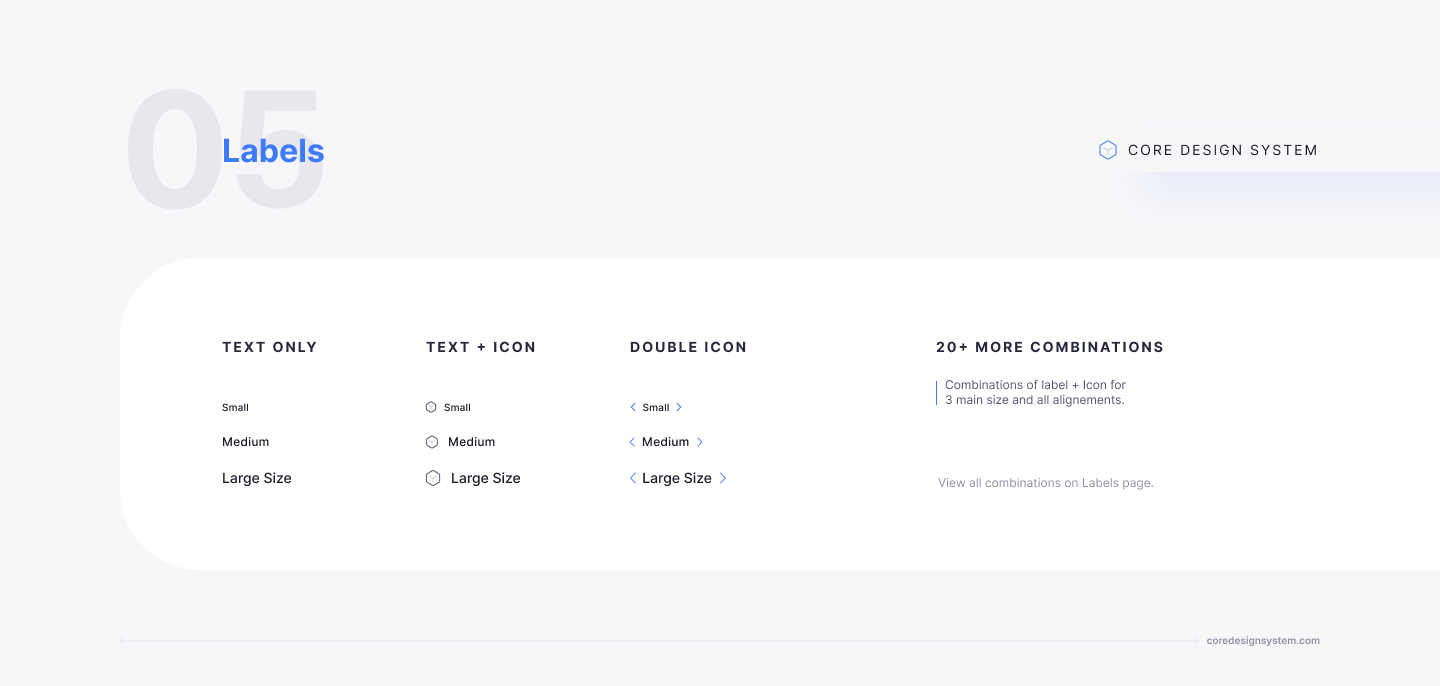 05
Labels
CORE DESIGN SYSTEM
TEXT ONLY
Small
Medium
Large Size
TEXT + ICON
Small
Medium
Large Size
DOUBLE ICON
Small
Medium
Large Size
20+ MORE COMBINATIONS
Combinations of label + Icon for
3 main size and all alignements.
View all combinations on Labels page.
coredesignsystem.com